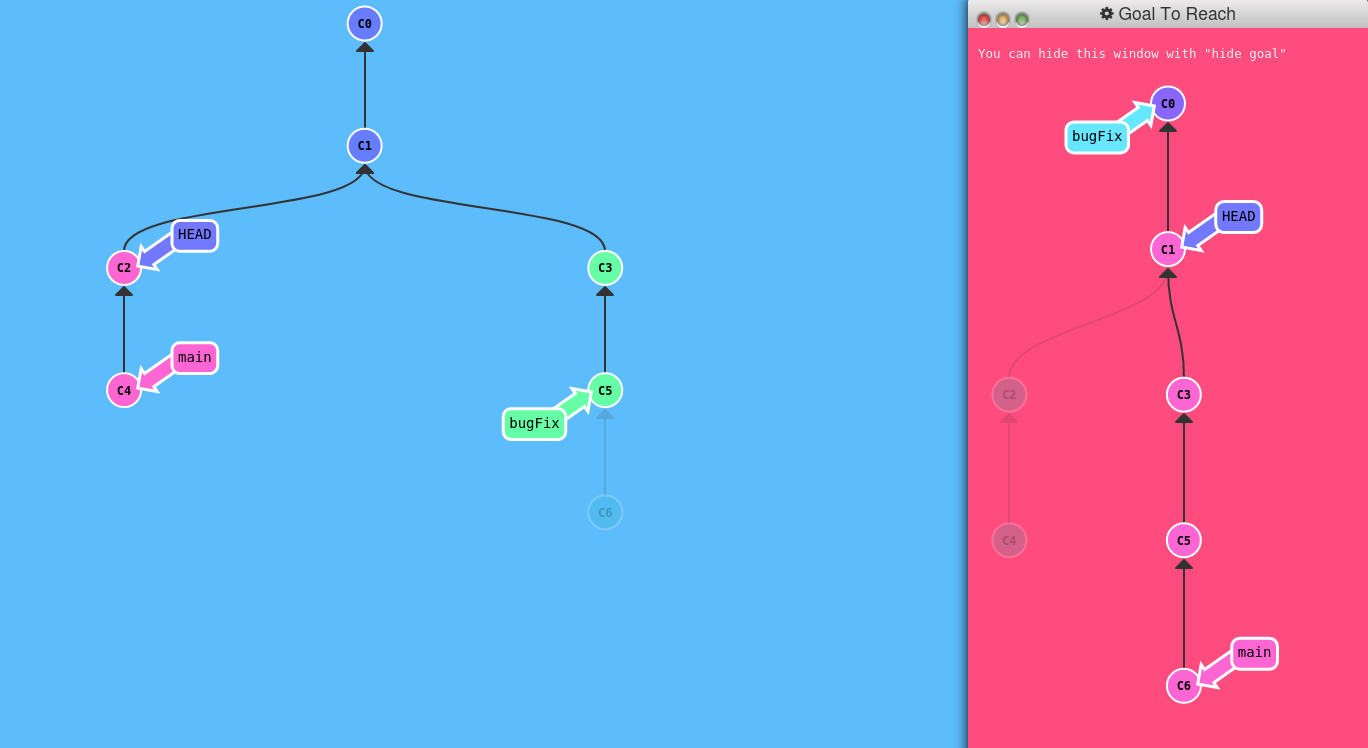 C0
C1
HEAD
C2
C3
main
C4
C5
bugFix
C6
Goal To Reach
You can hide this window with "hide goal"
C0
bugFix
HEAD
C1
C2
C3
C4
C5
main
C6